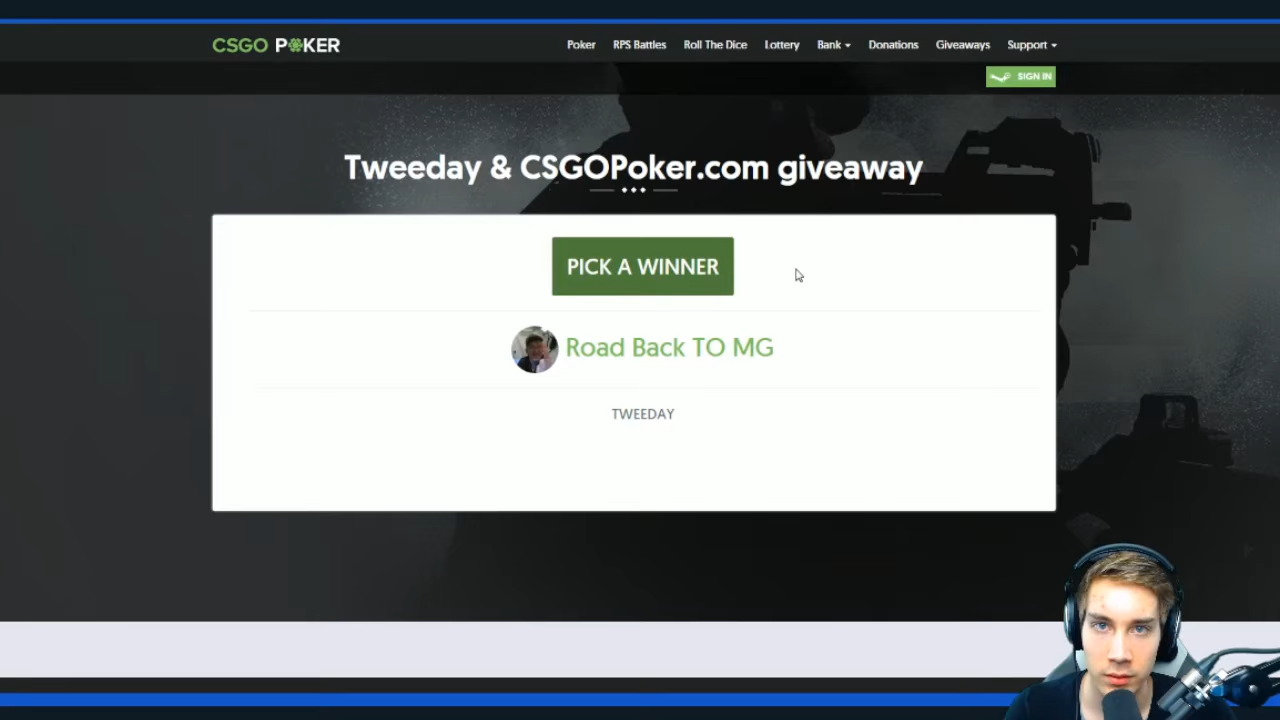 CSGO POKER
Poker RPS Battles Roll The Dice Lottery Bank Donations Giveaways Support
SIGN IN
Tweeday & CSGOPoker.com giveaway
PICK A WINNER
Road Back TO MG
TWEEDAY